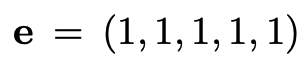 e = (1, 1, 1, 1, 1)